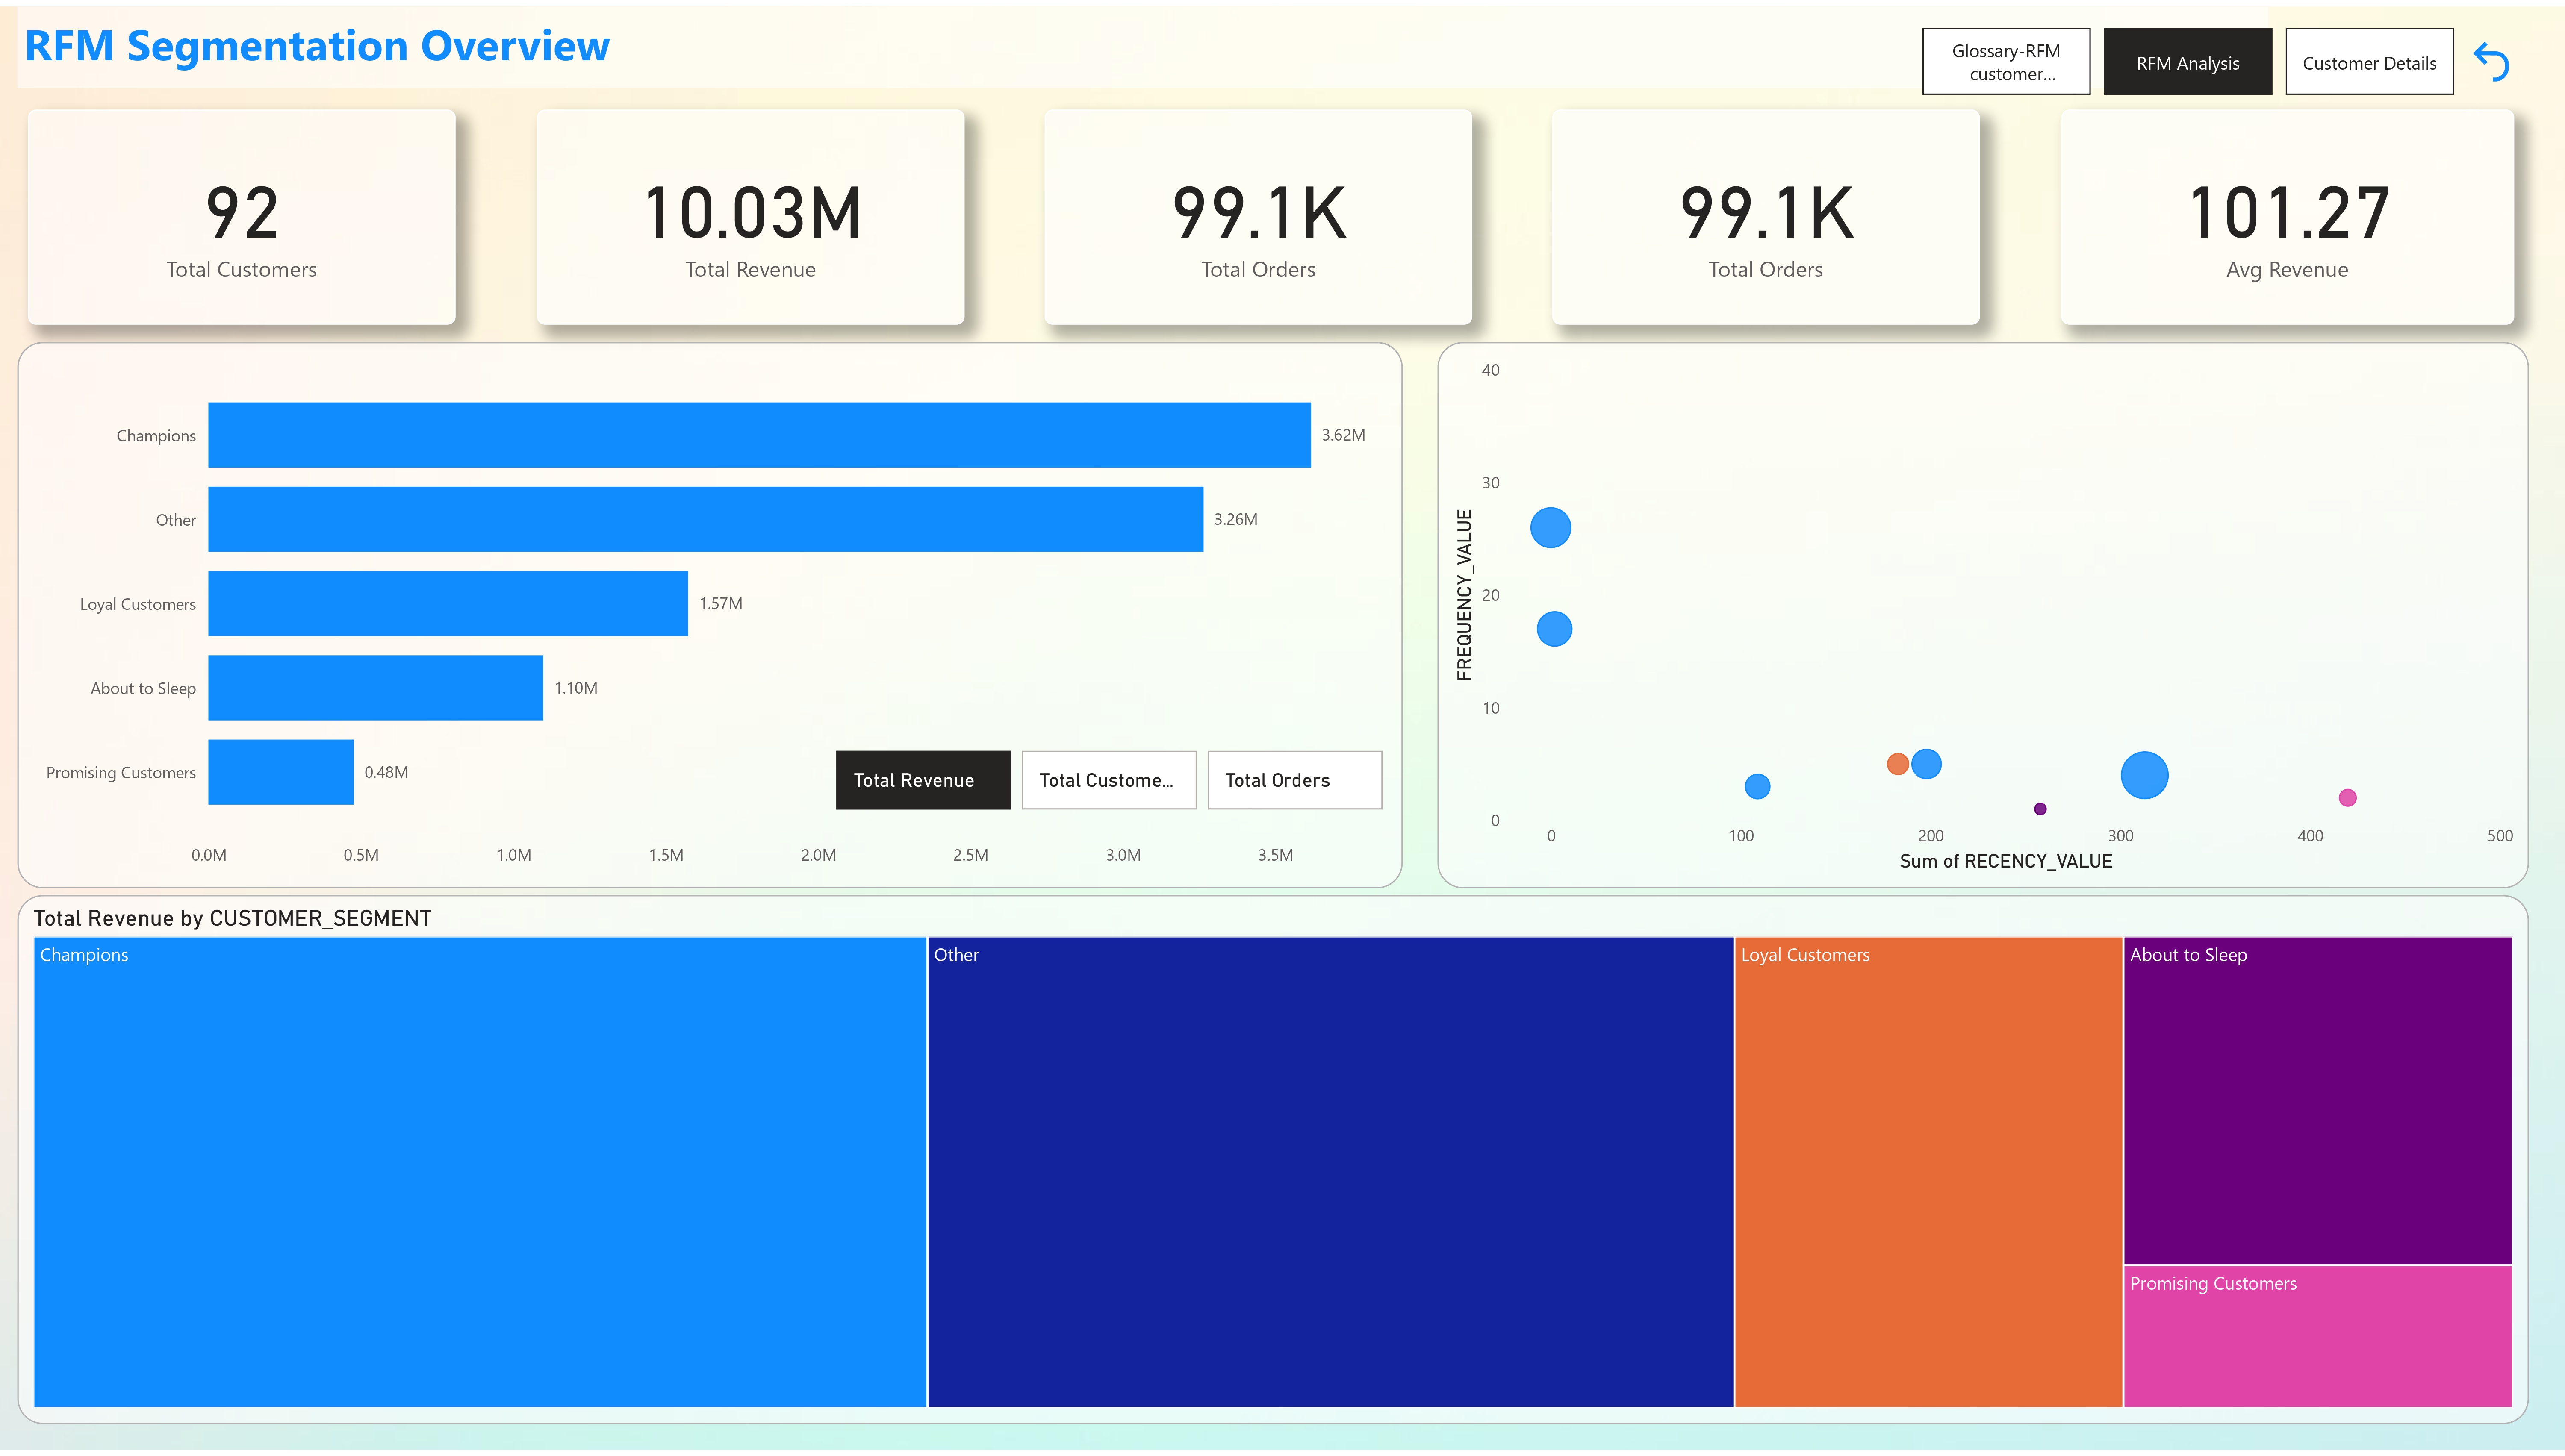 RFM Segmentation Overview
Glossary-RFM
customer...
RFM Analysis
Customer Details
92
Total Customers
10.03M
Total Revenue
99.1K
Total Orders
99.1K
Total Orders
101.27
Avg Revenue
Champions
3.62M
Other
3.26M
Loyal Customers
1.57M
About to Sleep
1.10M
Promising Customers
0.48M
Total Revenue
Total Custome...
Total Orders
0.0M 0.5M 1.0M 1.5M 2.0M 2.5M 3.0M 3.5M
FREQUENCY_VALUE
40
30
20
10
0
0 100 200 300 400 500
Sum of RECENCY_VALUE
Total Revenue by CUSTOMER_SEGMENT
Champions
Other
Loyal Customers
About to Sleep
Promising Customers